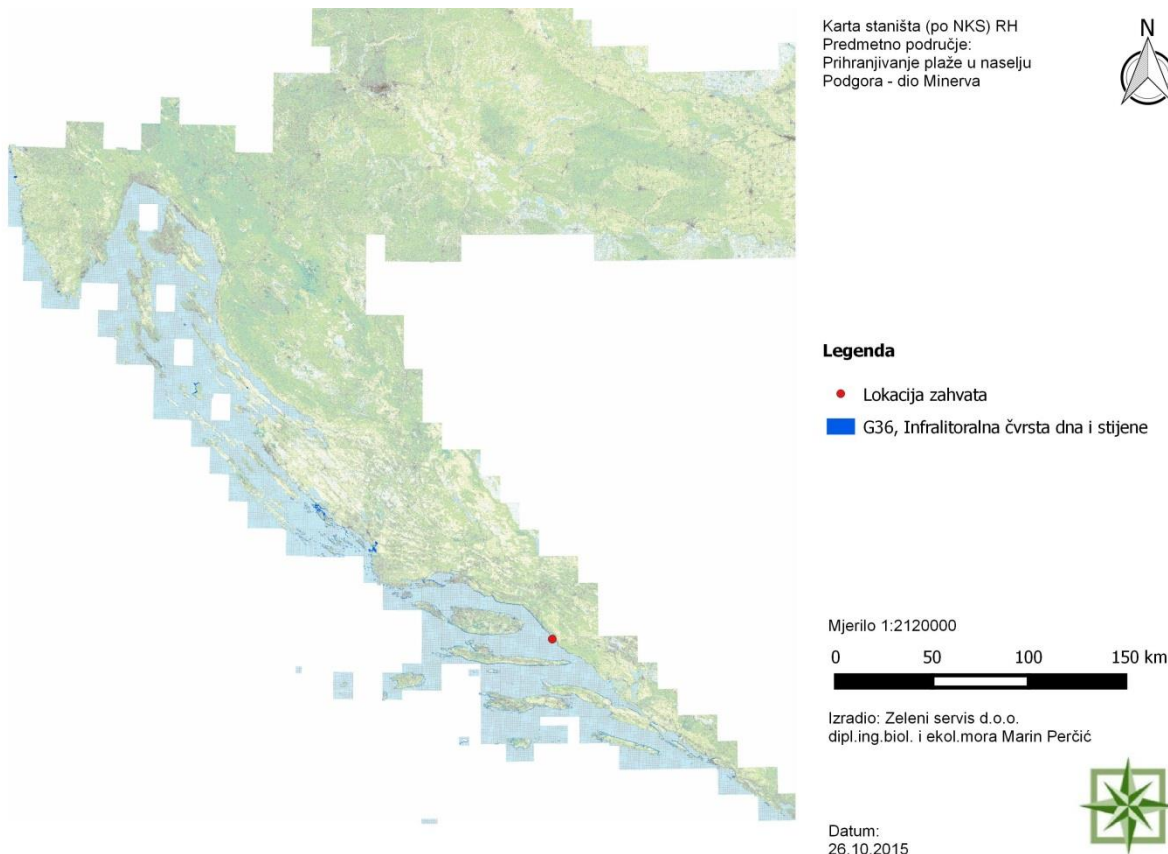 Karta staništa (po NKS) RH
Predmetno područje:
Prihranjivanje plaže u naselju
Podgora - dio Minerva
N
Legenda
Lokacija zahvata
G36, Infralitoralna čvrsta dna i stijene
Mjerilo 1:2120000
0 50 100 150 km
Izradio: Zeleni servis d.o.o.
dipl.ing.biol. i ekol.mora Marin Perčić
Datum:
26.10.2015